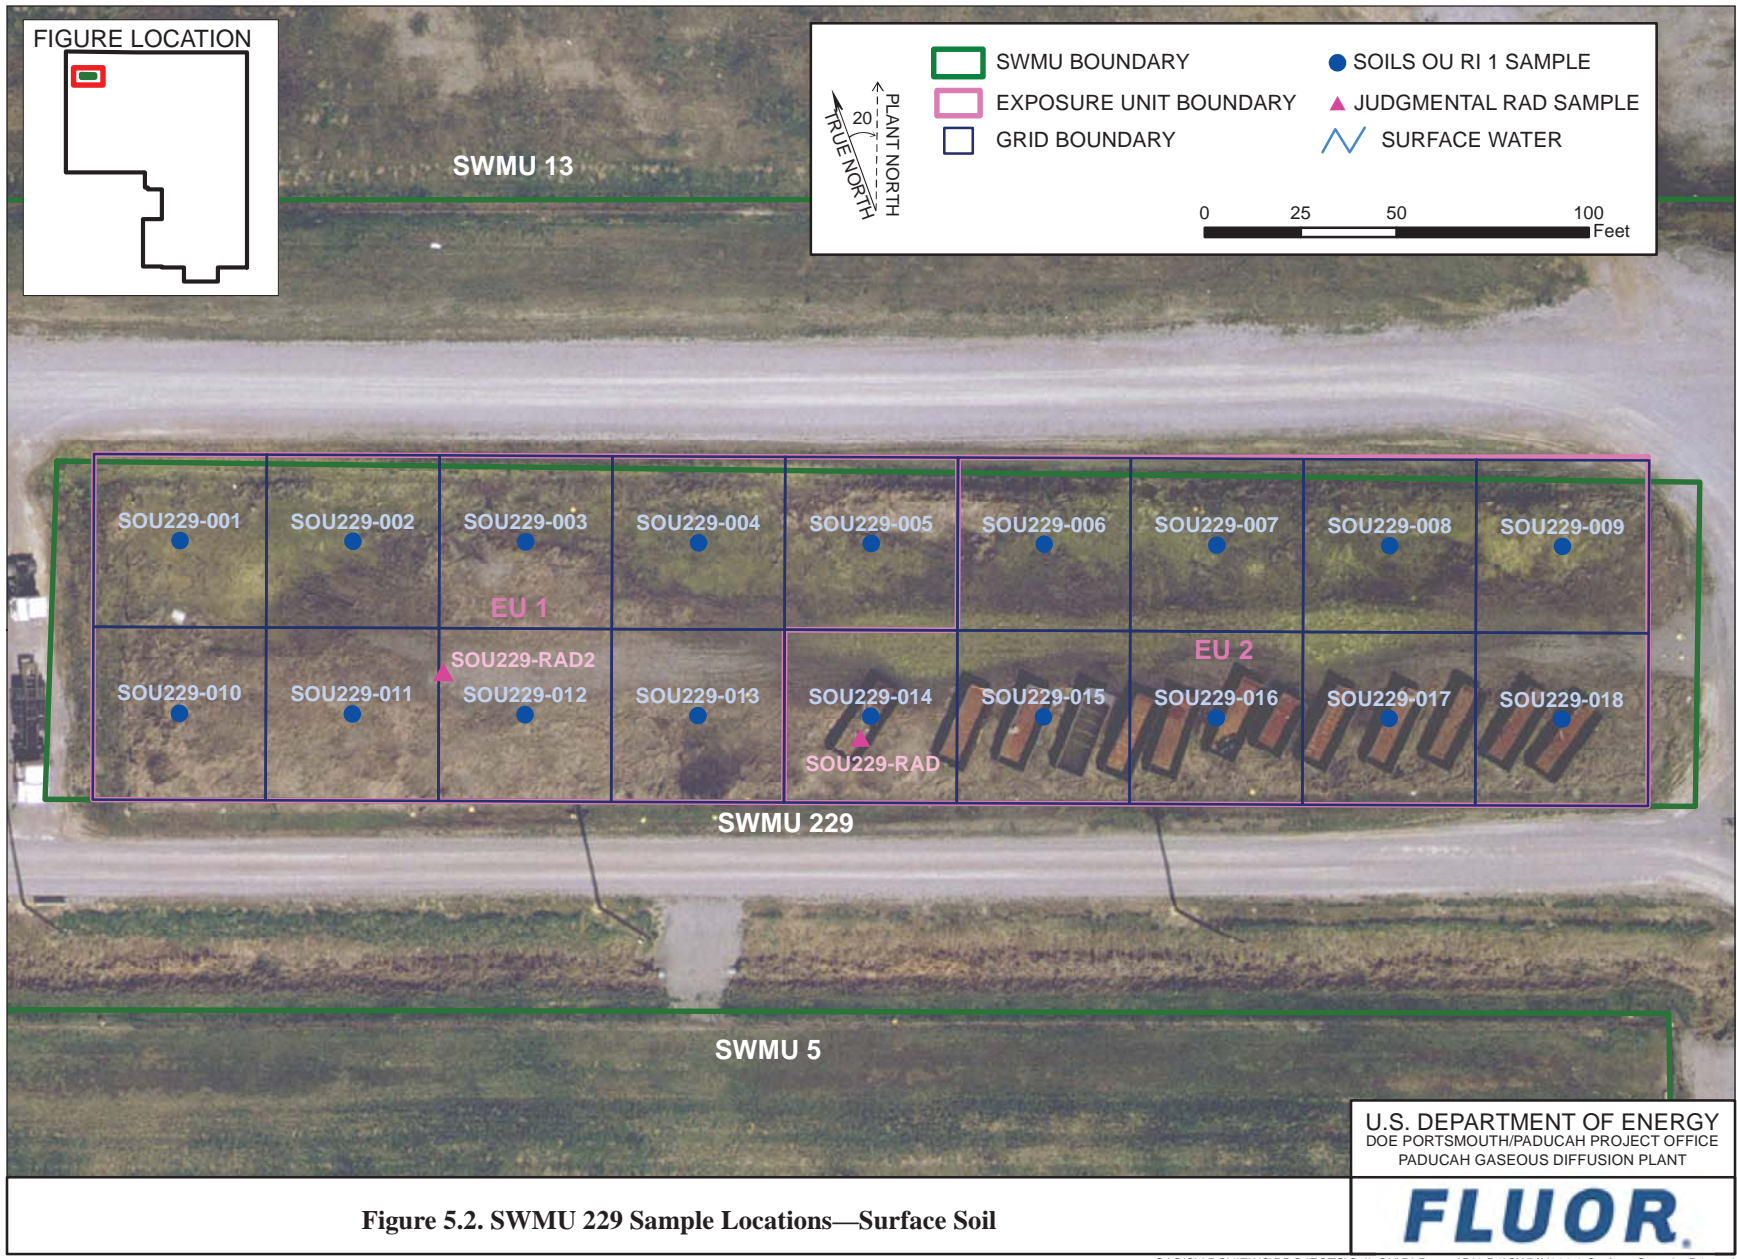 FIGURE LOCATION
SWMU BOUNDARY
EXPOSURE UNIT BOUNDARY
GRID BOUNDARY
SOILS OU RI 1 SAMPLE
JUDGMENTAL RAD SAMPLE
SURFACE WATER
TRUE NORTH
20
PLANT NORTH
0 25 50 100
Feet
SWMU 13
SOU229-001 SOU229-002 SOU229-003 SOU229-004 SOU229-005 SOU229-006 SOU229-007 SOU229-008 SOU229-009
EU 1
EU 2
SOU229-RAD2
SOU229-010 SOU229-011 SOU229-012 SOU229-013 SOU229-014 SOU229-015 SOU229-016 SOU229-017 SOU229-018
SOU229-RAD
SWMU 229
SWMU 5
U.S. DEPARTMENT OF ENERGY
DOE PORTSMOUTH/PADUCAH PROJECT OFFICE
PADUCAH GASEOUS DIFFUSION PLANT
Figure 5.2. SWMU 229 Sample Locations—Surface Soil
FLUOR.